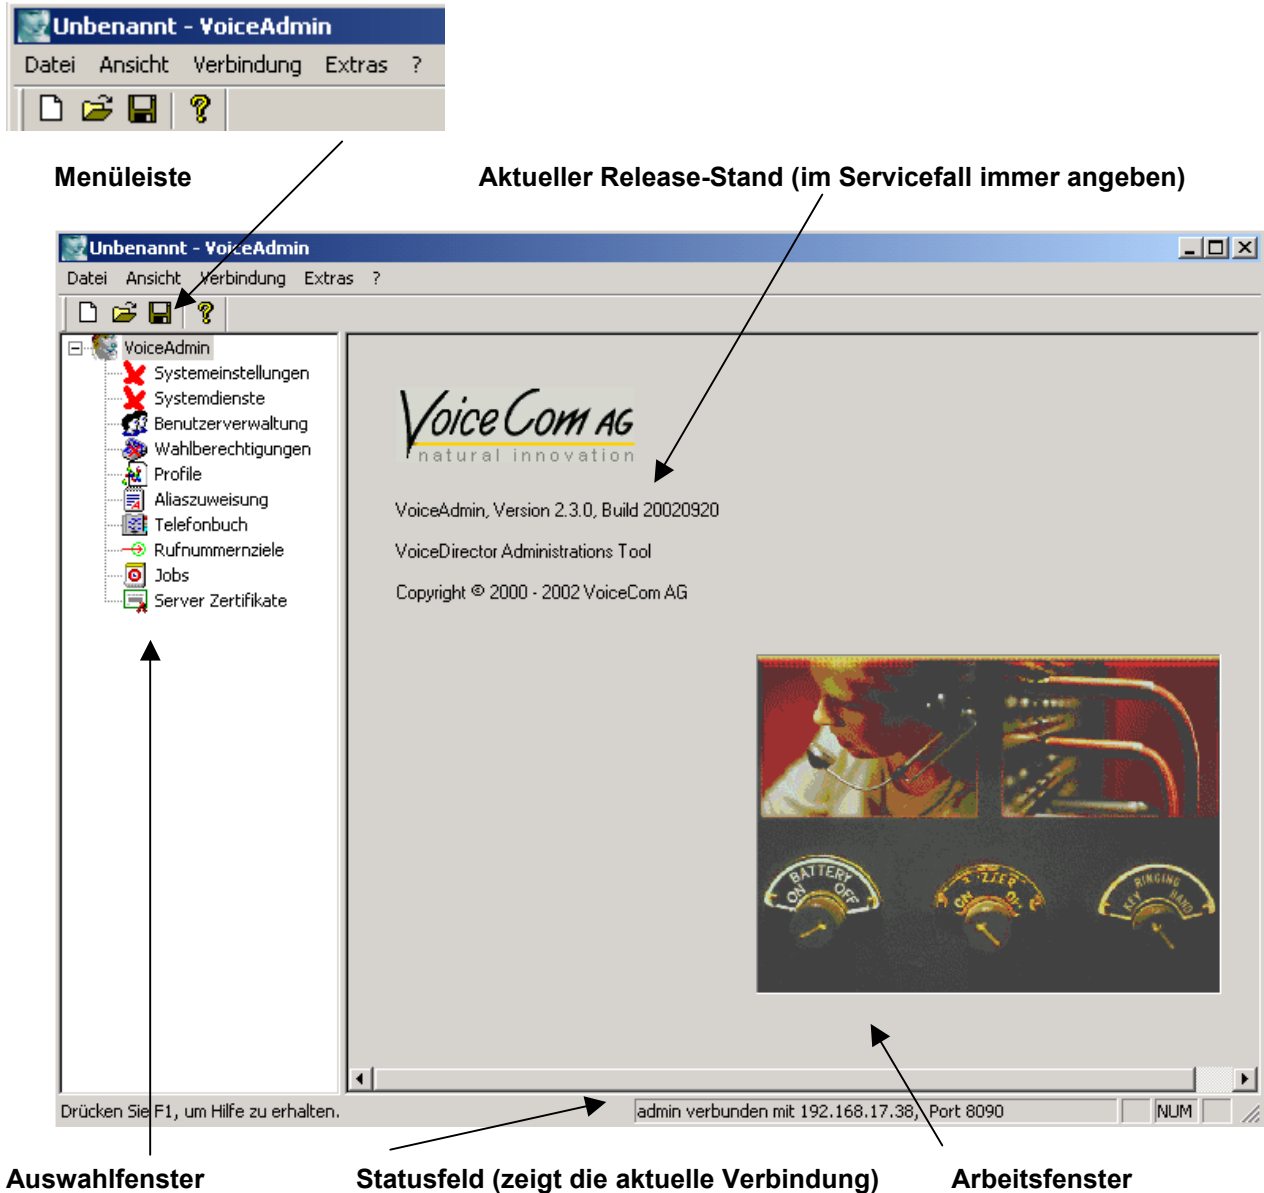 Unbenannt - VoiceAdmin
Datei Ansicht Verbindung Extras ?
Menüleiste
Aktueller Release-Stand (im Servicefall immer angeben)
Unbenannt - VoiceAdmin
Datei Ansicht Verbindung Extras ?
VoiceAdmin
Systemeinstellungen
Systemdienste
Benutzerverwaltung
Wahlberechtigungen
Profile
Aliaszuweisung
Telefonbuch
Rufnummernziele
Jobs
Server Zertifikate
VoiceCom AG
natural innovation
VoiceAdmin, Version 2.3.0, Build 20020920
VoiceDirector Administrations Tool
Copyright © 2000 - 2002 VoiceCom AG
BATTERY
ON OFF
ON
RINGING
KEY HAND
Drücken Sie F1, um Hilfe zu erhalten.
admin verbunden mit 192.168.17.38, Port 8090
NUM
Auswahlfenster
Statusfeld (zeigt die aktuelle Verbindung)
Arbeitsfenster